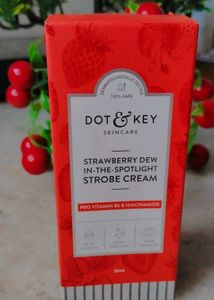 DERMATOLOGICALLY TESTED
100% SAFE
DOT & KEY
SKINCARE
STRAWBERRY DEW
IN-THE-SPOTLIGHT
STROBE CREAM
PRO VITAMIN B5 & NIACINAMIDE